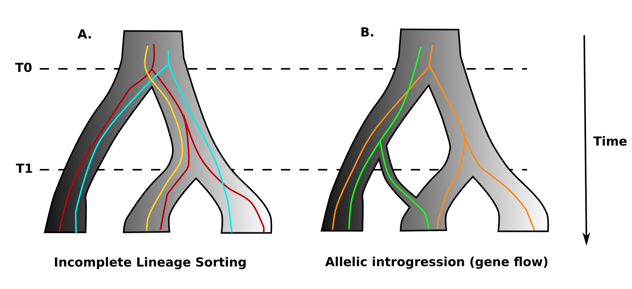 A.
B.
T0
T1
Time
Incomplete Lineage Sorting
Allelic introgression (gene flow)